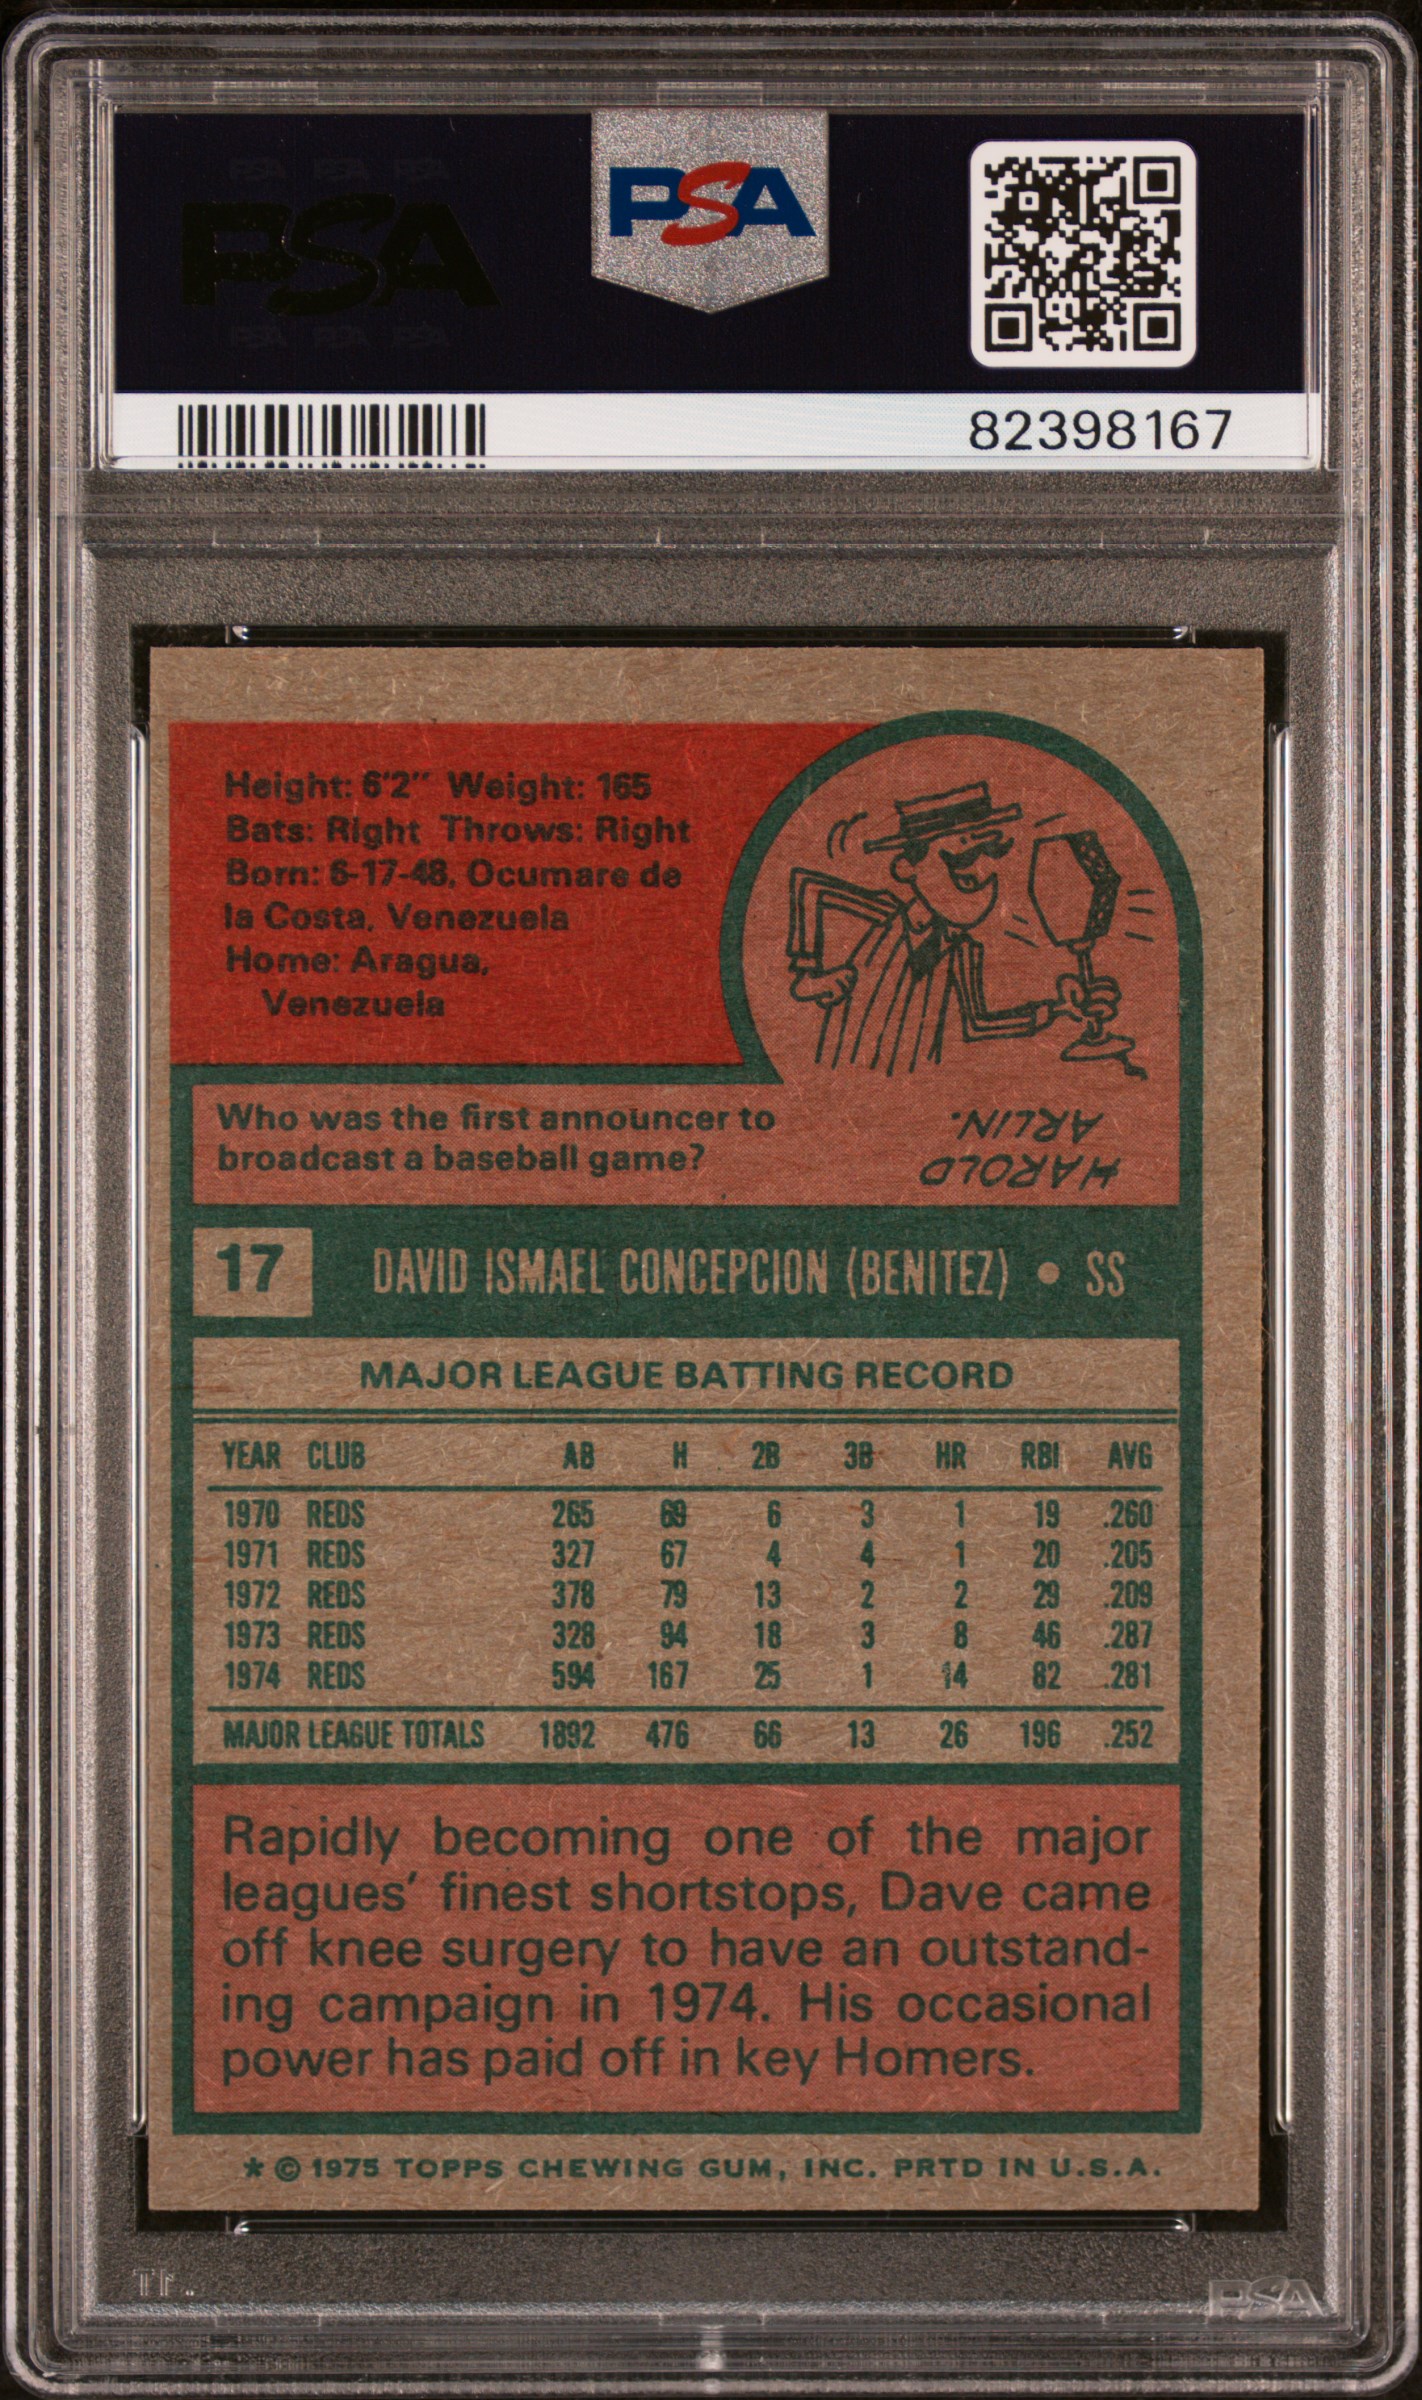 PSA PSA PSA
PSA
PSA PSA PSA
PSA
82398167
Height: 6'2" Weight: 165
Bats: Right Throws: Right
Born: 6-17-48, Ocumare de
la Costa, Venezuela
Home: Aragua,
Venezuela
Who was the first announcer to
broadcast a baseball game?
HAROLD
ARLIN.
17 DAVID ISMAEL CONCEPCION (BENITEZ) • SS
MAJOR LEAGUE BATTING RECORD
YEAR CLUB AB H 2B 3B HR RBI AVG
1970 REDS 265 69 6 3 1 19 .260
1971 REDS 327 67 4 4 1 20 .205
1972 REDS 378 79 13 2 2 29 .209
1973 REDS 328 94 18 3 8 46 .287
1974 REDS 594 167 25 1 14 82 .281
MAJOR LEAGUE TOTALS 1892 476 66 13 26 196 .252
Rapidly becoming one of the major
leagues' finest shortstops, Dave came
off knee surgery to have an outstand-
ing campaign in 1974. His occasional
power has paid off in key Homers.
* © 1975 TOPPS CHEWING GUM, INC. PRTD IN U.S.A.
PSA